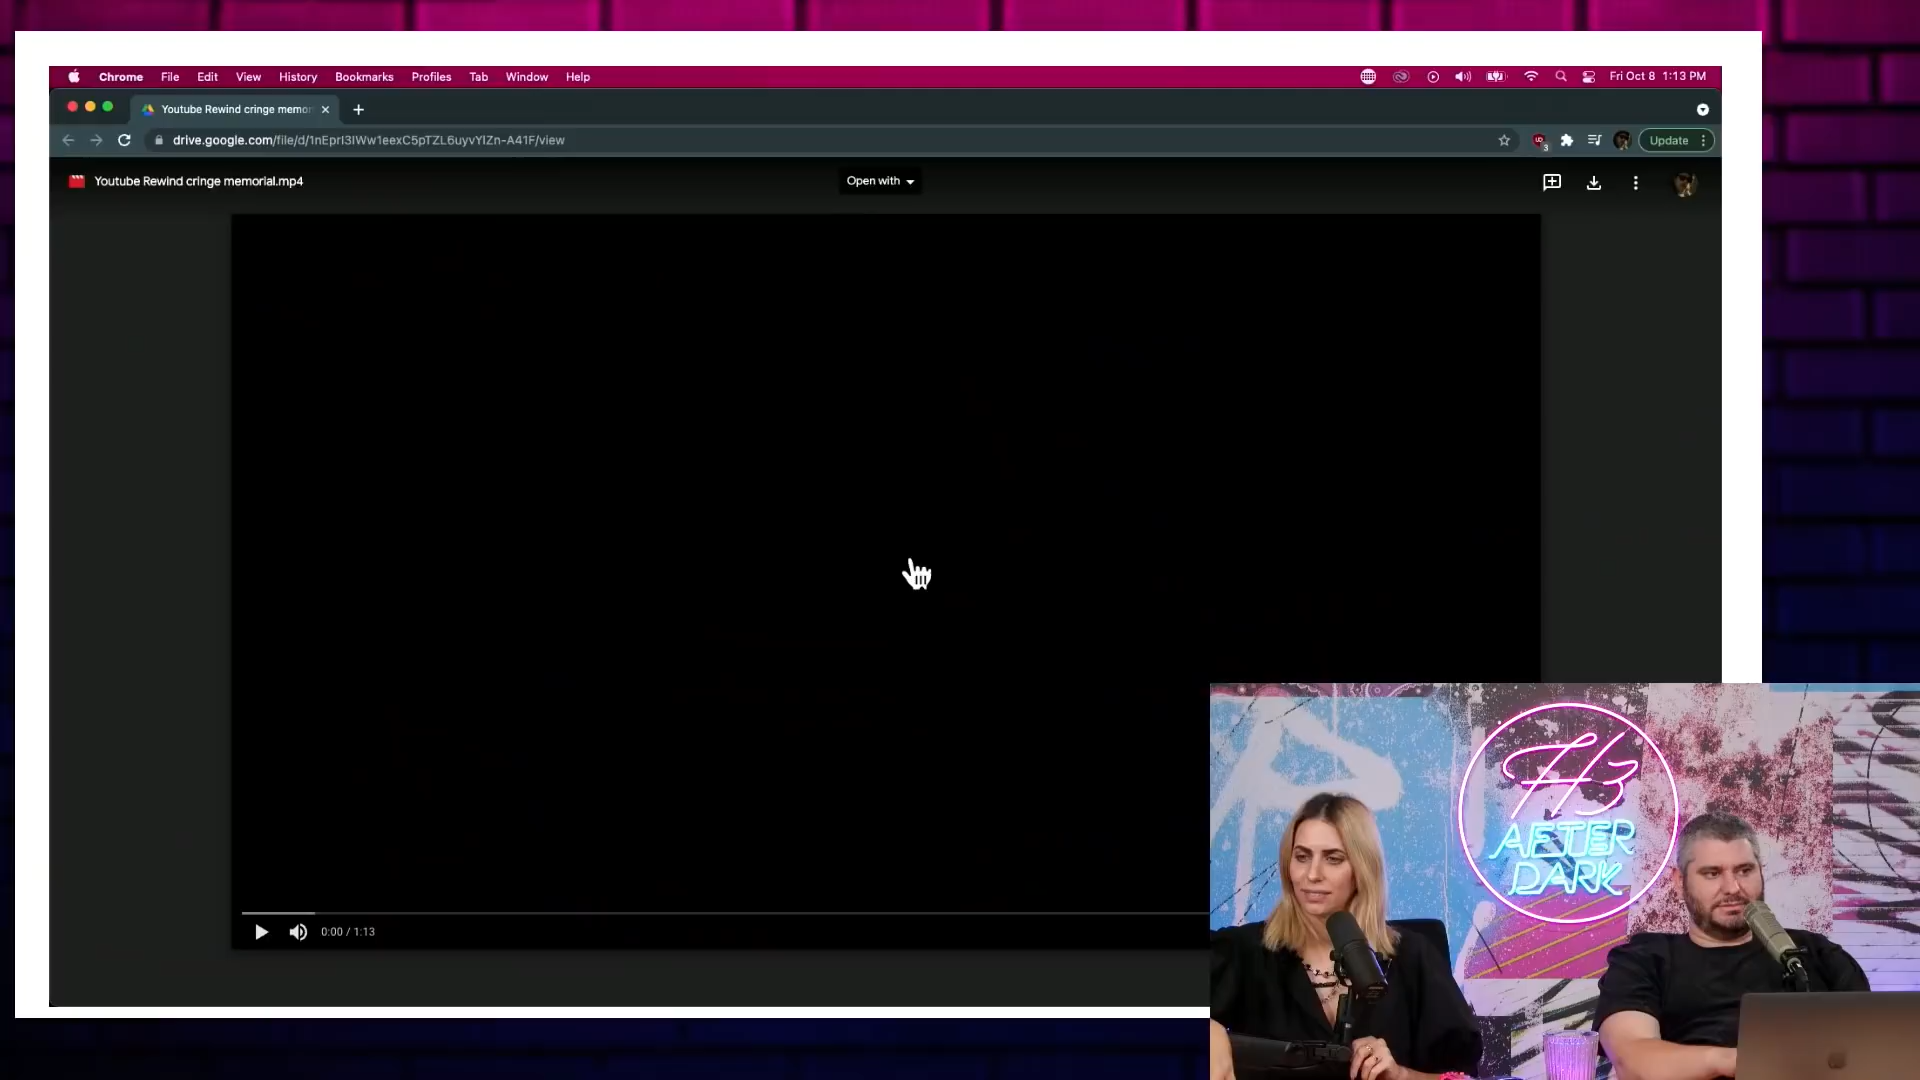 Chrome File Edit View History Bookmarks Profiles Tab Window Help Fri Oct 8 1:13 PM
Youtube Rewind cringe memor
drive.google.com/file/d/1nEprI3IWw1eexC5pTZL6uyvYIZn-A41F/view 3 Update
Youtube Rewind cringe memorial.mp4 Open with
0:00 / 1:13
H3
AFTER
DARK